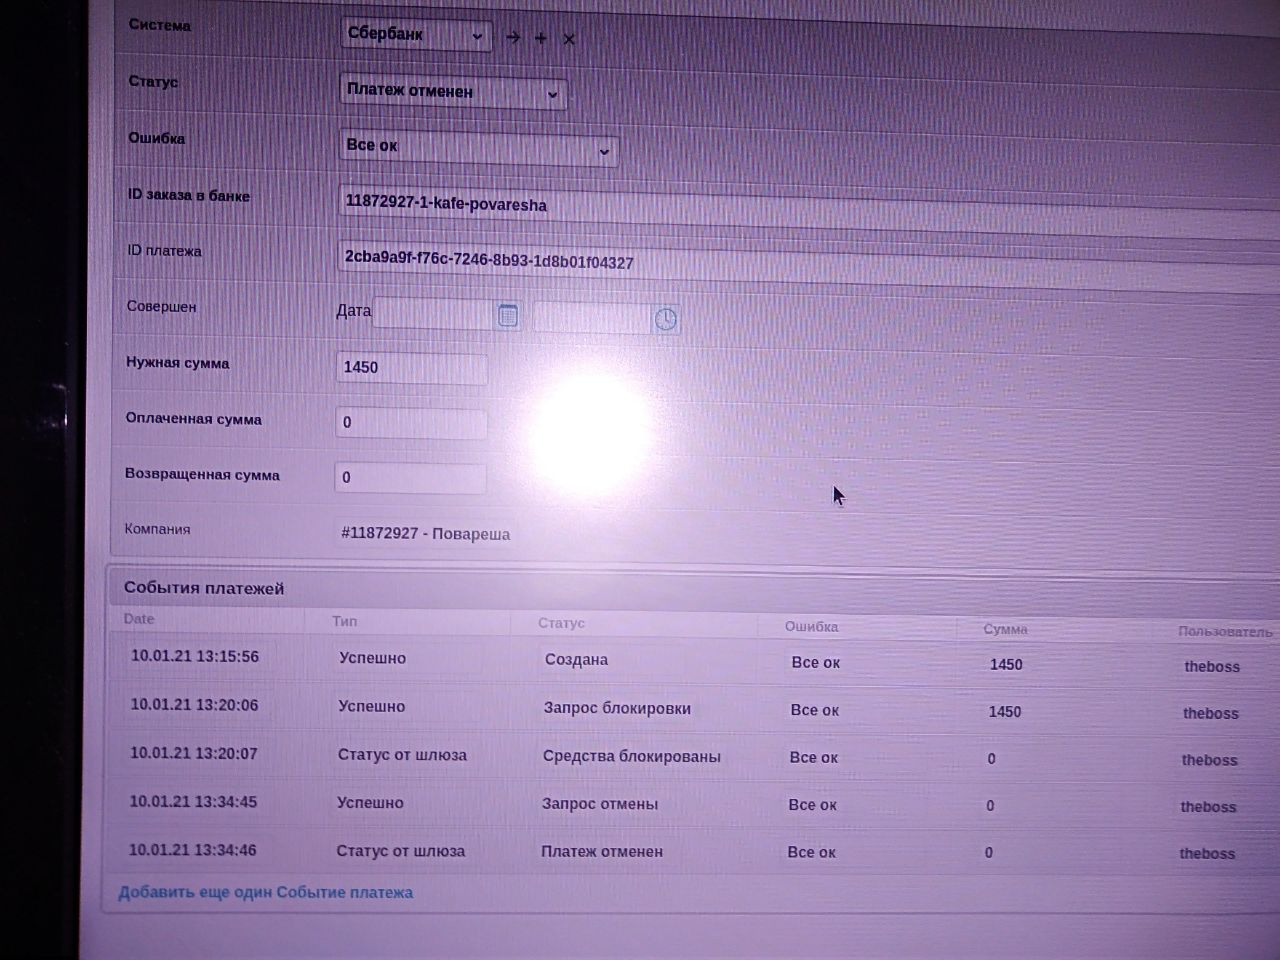 Система Сбербанк
Статус Платеж отменен
Ошибка Все ок
ID заказа в банке 11872927-1-kafe-povaresha
ID платежа 2cba9a9f-f76c-7246-8b93-1d8b01f04327
Совершен Дата
Нужная сумма 1450
Оплаченная сумма 0
Возвращенная сумма 0
Компания #11872927 - Повареша
События платежей
Date Тип Статус Ошибка Сумма Пользователь
10.01.21 13:15:56 Успешно Создана Все ок 1450 theboss
10.01.21 13:20:06 Успешно Запрос блокировки Все ок 1450 theboss
10.01.21 13:20:07 Статус от шлюза Средства блокированы Все ок 0 theboss
10.01.21 13:34:45 Успешно Запрос отмены Все ок 0 theboss
10.01.21 13:34:46 Статус от шлюза Платеж отменен Все ок 0 theboss
Добавить еще один Событие платежа